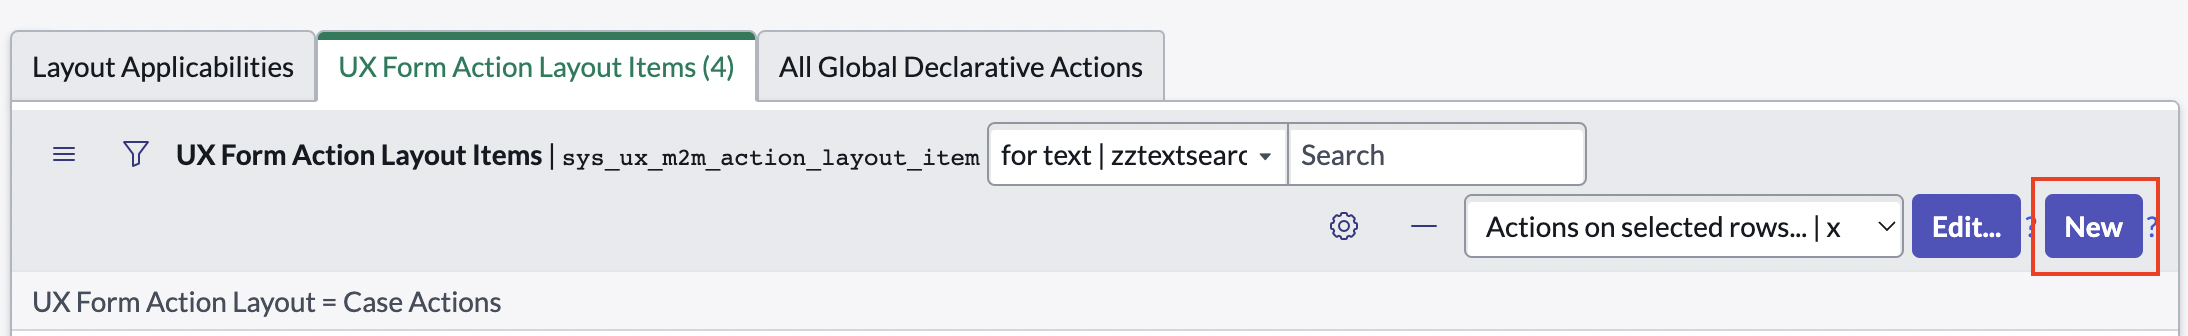 Layout Applicabilities UX Form Action Layout Items (4) All Global Declarative Actions
UX Form Action Layout Items | sys_ux_m2m_action_layout_item for text | zztextsearc Search
Actions on selected rows... | x Edit... ? New ?
UX Form Action Layout = Case Actions